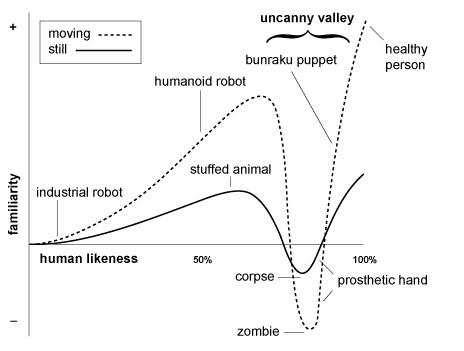 uncanny valley
+
moving
still
healthy
person
bunraku puppet
humanoid robot
stuffed animal
industrial robot
familiarity
human likeness
50%
100%
corpse
prosthetic hand
zombie
–